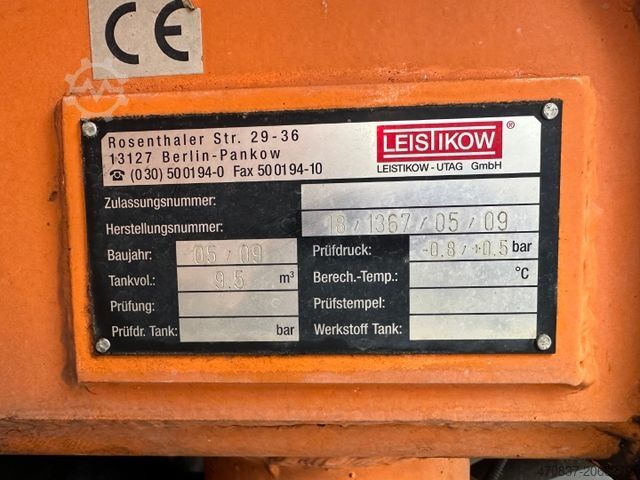 CE
Rosenthaler Str. 29-36
13127 Berlin-Pankow
☎ (030) 500194-0 Fax 500194-10
LEISTIKOW ®
LEISTIKOW - UTAG GmbH
Zulassungsnummer:
Herstellungsnummer: 18 / 1367 / 05 / 09
Baujahr: 05 / 09 Prüfdruck: -0.8 / +0.5 bar
Tankvol.: 9.5 m³ Berech.-Temp.: °C
Prüfung: Prüfstempel:
Prüfdr. Tank: bar Werkstoff Tank: